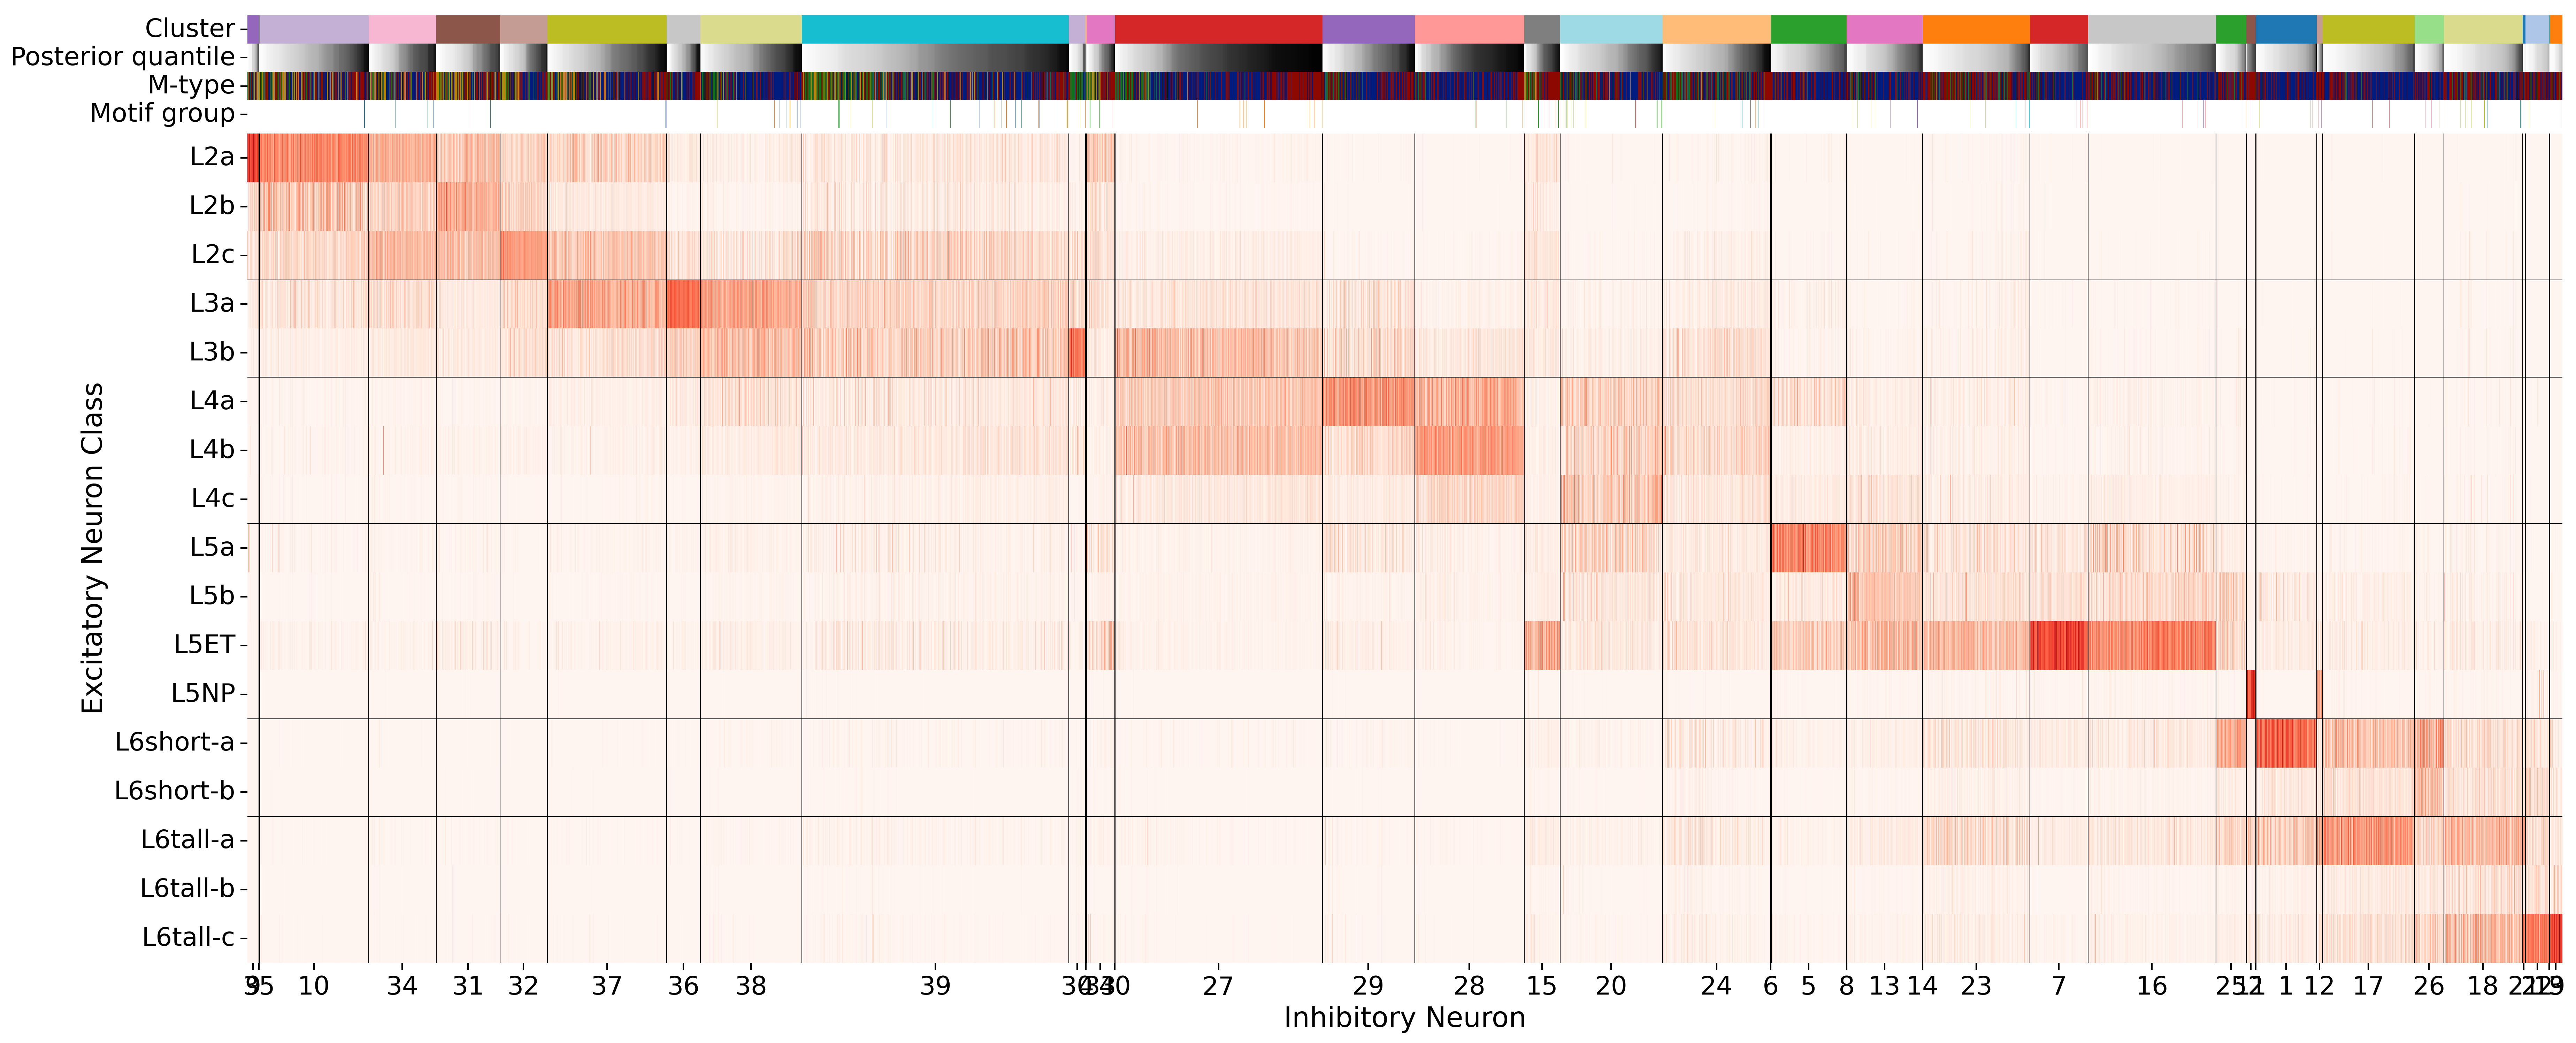 Cluster
Posterior quantile
M-type
Motif group
L2a
L2b
L2c
L3a
L3b
L4a
L4b
L4c
L5a
L5b
L5ET
L5NP
L6short-a
L6short-b
L6tall-a
L6tall-b
L6tall-c
Excitatory Neuron Class
10 34 31 32 37 36 38 39 27 29 28 15 20 24 6 5 8 13 14 23 7 16 1 12 17 26 18
Inhibitory Neuron